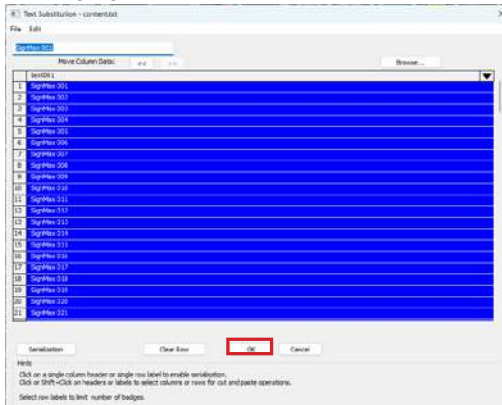 Text Substitution - content.txt
File Edit
SignMax 001
Move Column Data: << >> Browse...
text001
1 SignMax 001
2 SignMax 002
3 SignMax 003
4 SignMax 004
5 SignMax 005
6 SignMax 006
7 SignMax 007
8 SignMax 008
9 SignMax 009
10 SignMax 010
11 SignMax 011
12 SignMax 012
13 SignMax 013
14 SignMax 014
15 SignMax 015
16 SignMax 016
17 SignMax 017
18 SignMax 018
19 SignMax 019
20 SignMax 020
21 SignMax 021
Serialization Clear Row OK Cancel
Hints
Click on a single column header or single row label to enable serialization.
Click or Shift+Click on headers or labels to select columns or rows for cut and paste operations.
Select row labels to limit number of badges.